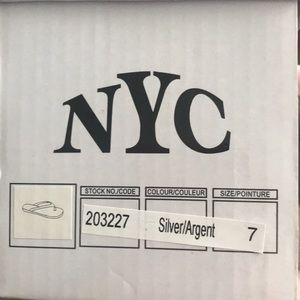 NYC
STOCK NO./CODE COLOUR/COULEUR SIZE/POINTURE
203227 Silver/Argent 7